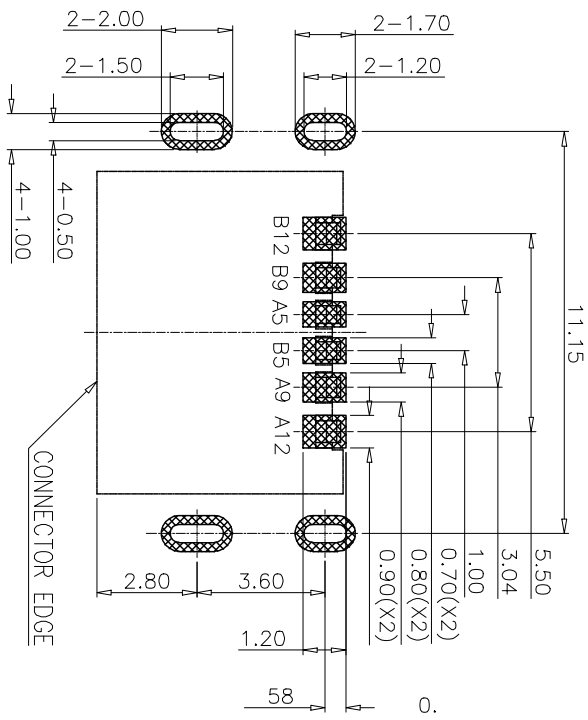 2-2.00
2-1.70
2-1.50
2-1.20
4-1.00
4-0.50
B12
B9
A5
B5
A9
A12
11.15
5.50
3.04
1.00
0.70(X2)
0.80(X2)
0.90(X2)
CONNECTOR EDGE
2.80
3.60
1.20
58
0.